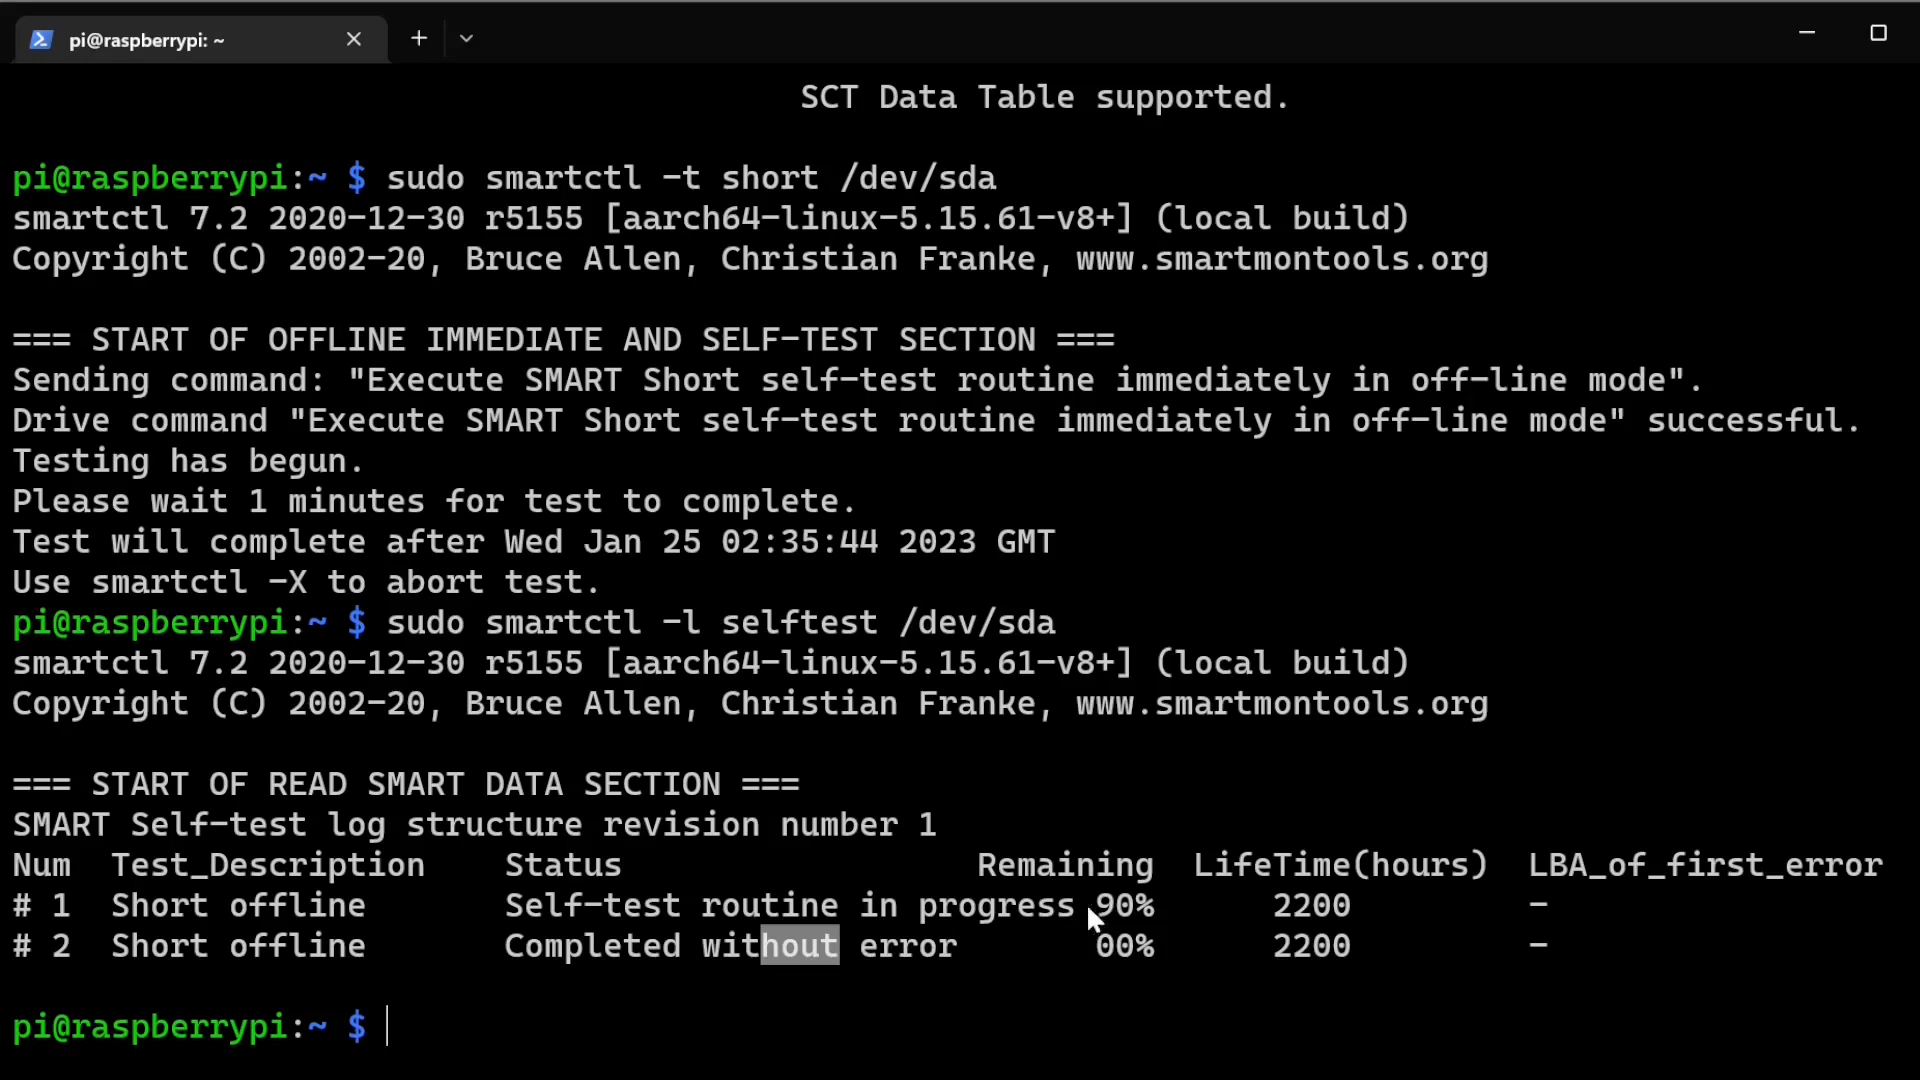 pi@raspberrypi: ~
SCT Data Table supported.
pi@raspberrypi:~ $ sudo smartctl -t short /dev/sda
smartctl 7.2 2020-12-30 r5155 [aarch64-linux-5.15.61-v8+] (local build)
Copyright (C) 2002-20, Bruce Allen, Christian Franke, www.smartmontools.org
=== START OF OFFLINE IMMEDIATE AND SELF-TEST SECTION ===
Sending command: "Execute SMART Short self-test routine immediately in off-line mode".
Drive command "Execute SMART Short self-test routine immediately in off-line mode" successful.
Testing has begun.
Please wait 1 minutes for test to complete.
Test will complete after Wed Jan 25 02:35:44 2023 GMT
Use smartctl -X to abort test.
pi@raspberrypi:~ $ sudo smartctl -l selftest /dev/sda
smartctl 7.2 2020-12-30 r5155 [aarch64-linux-5.15.61-v8+] (local build)
Copyright (C) 2002-20, Bruce Allen, Christian Franke, www.smartmontools.org
=== START OF READ SMART DATA SECTION ===
SMART Self-test log structure revision number 1
Num  Test_Description    Status                  Remaining  LifeTime(hours)  LBA_of_first_error
# 1  Short offline       Self-test routine in progress 90%      2200         -
# 2  Short offline       Completed without error       00%      2200         -
pi@raspberrypi:~ $